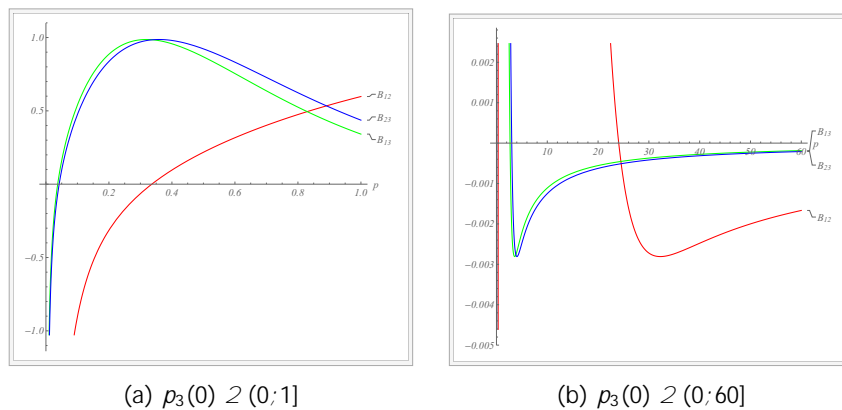 1.0
0.5
-0.5
-1.0
0.2 0.4 0.6 0.8 1.0
p
B12
B23
B13
(a) p3(0) 2 (0;1]
0.002
0.001
-0.001
-0.002
-0.003
-0.004
-0.005
10 20 30 40 50 60
B13
p
B23
B12
(b) p3(0) 2 (0;60]